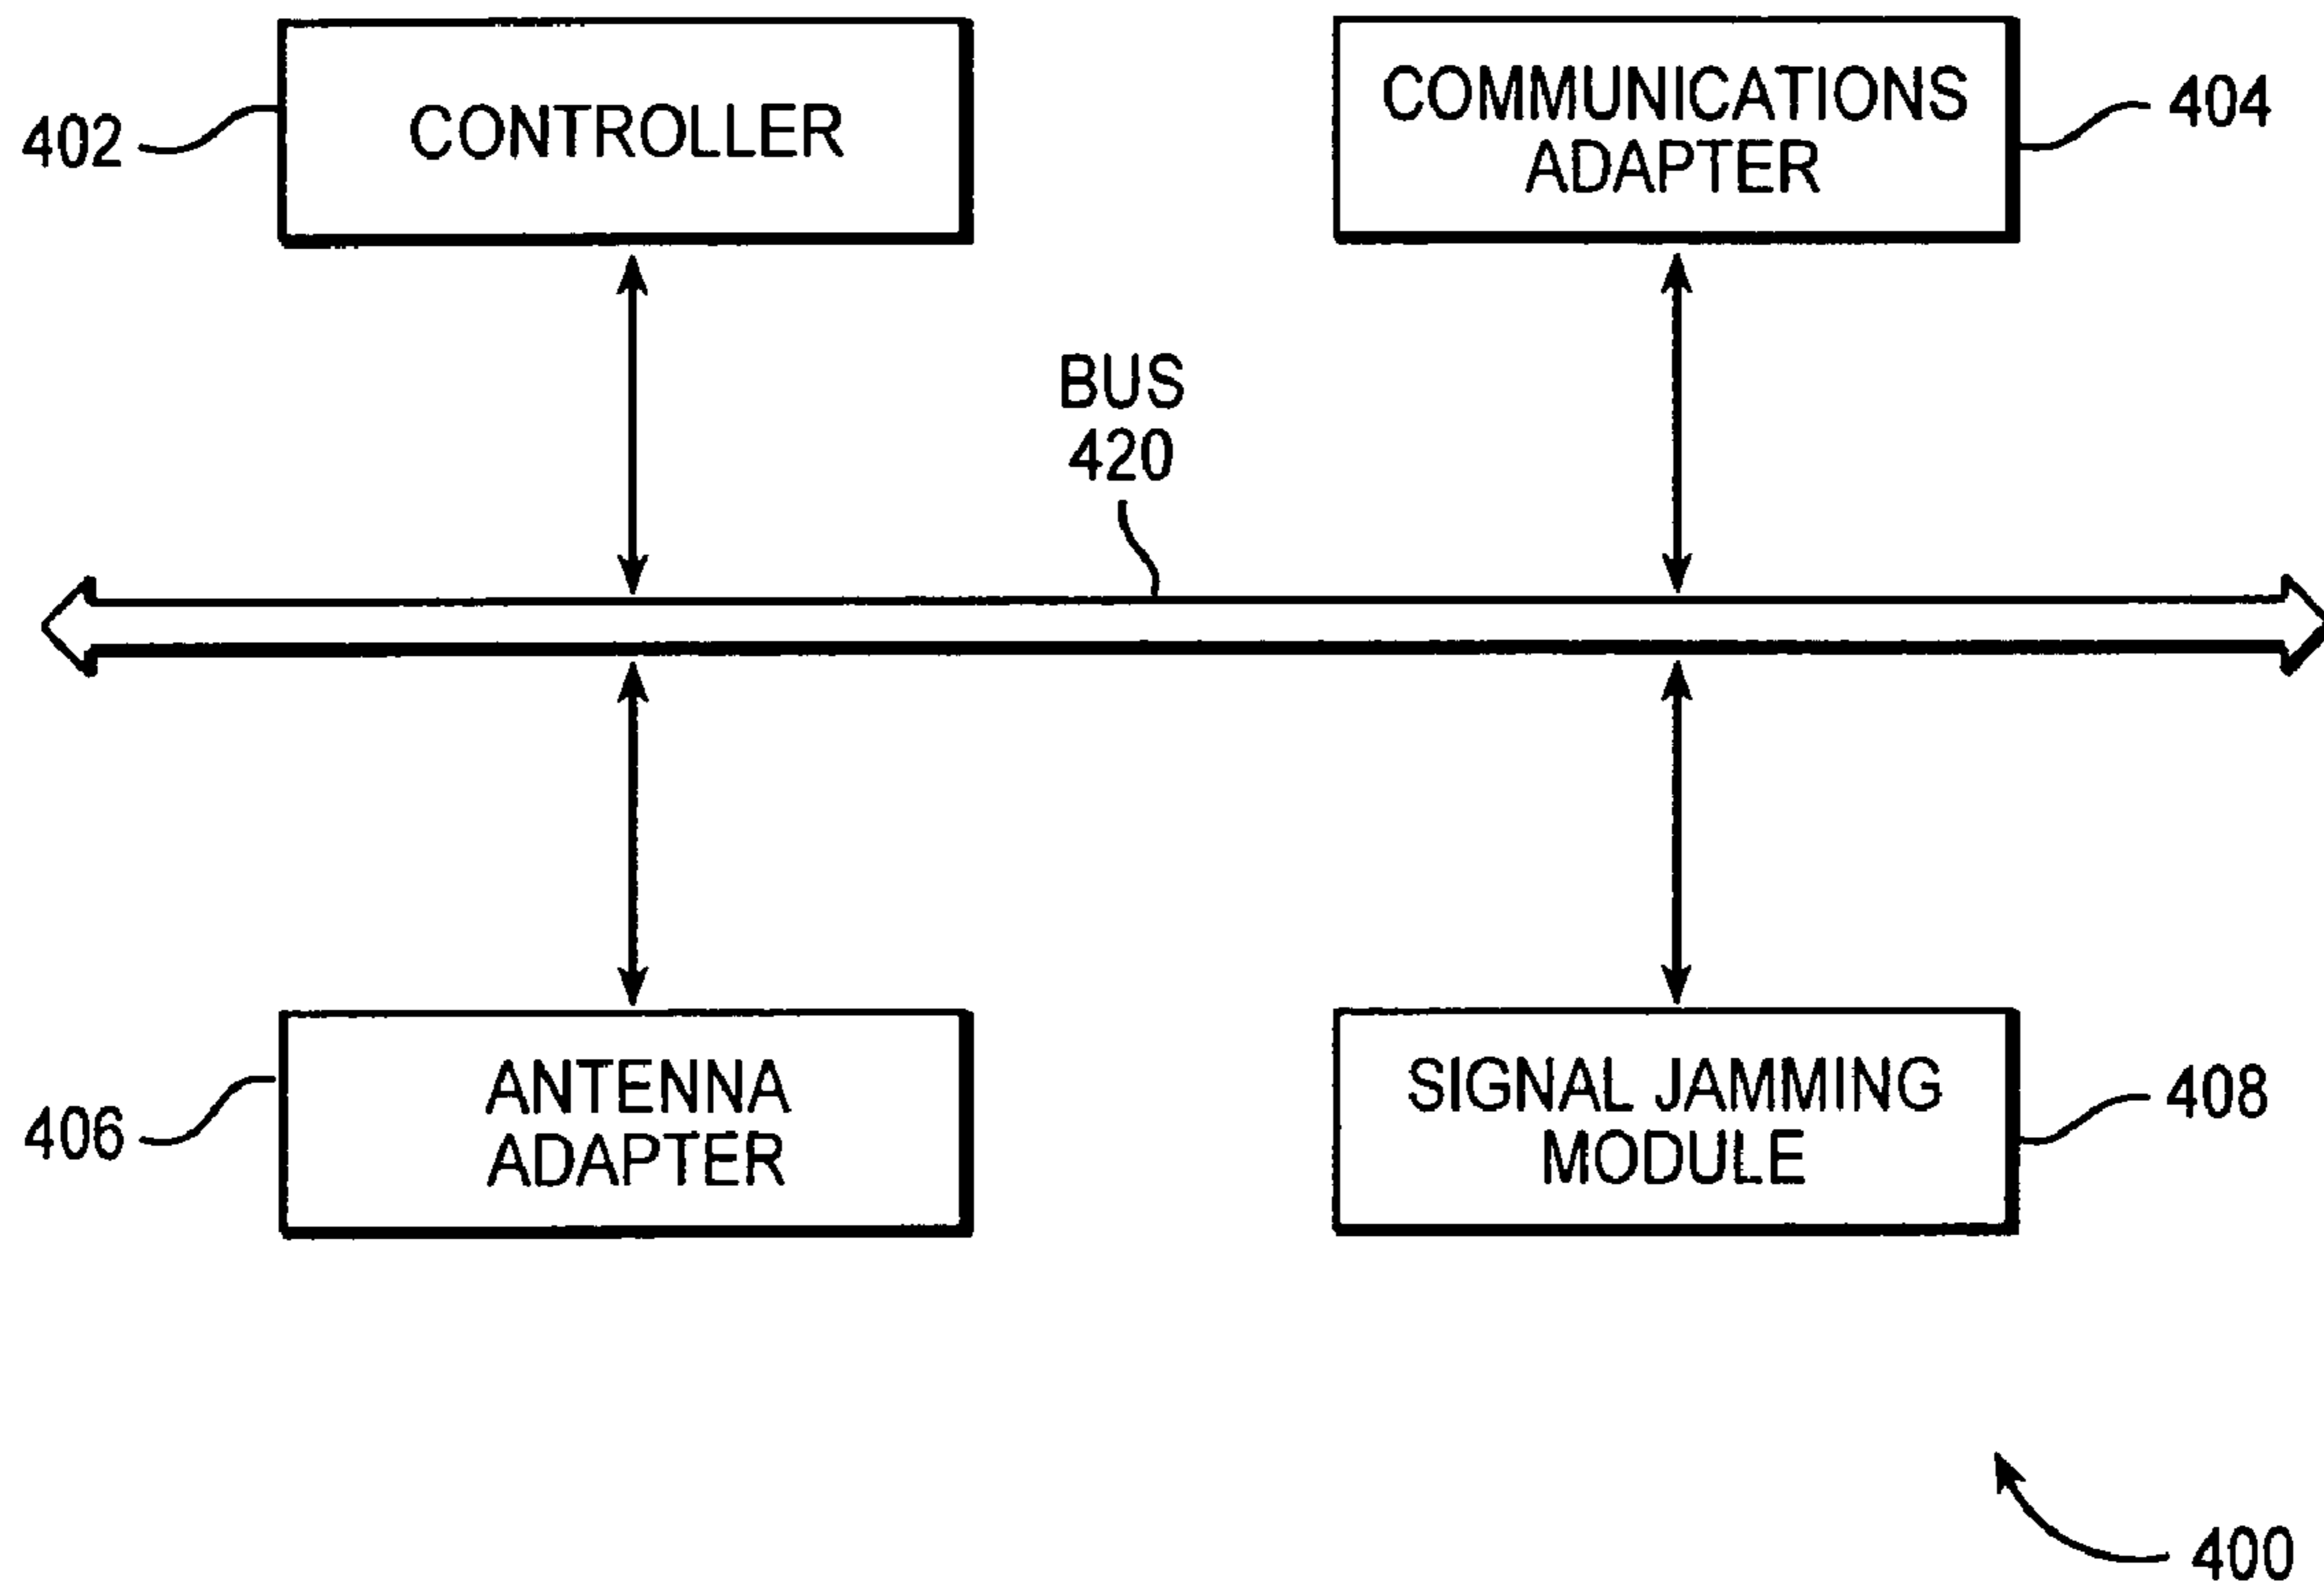 402
CONTROLLER
COMMUNICATIONS
ADAPTER
404
BUS
420
406
ANTENNA
ADAPTER
SIGNAL JAMMING
MODULE
408
400